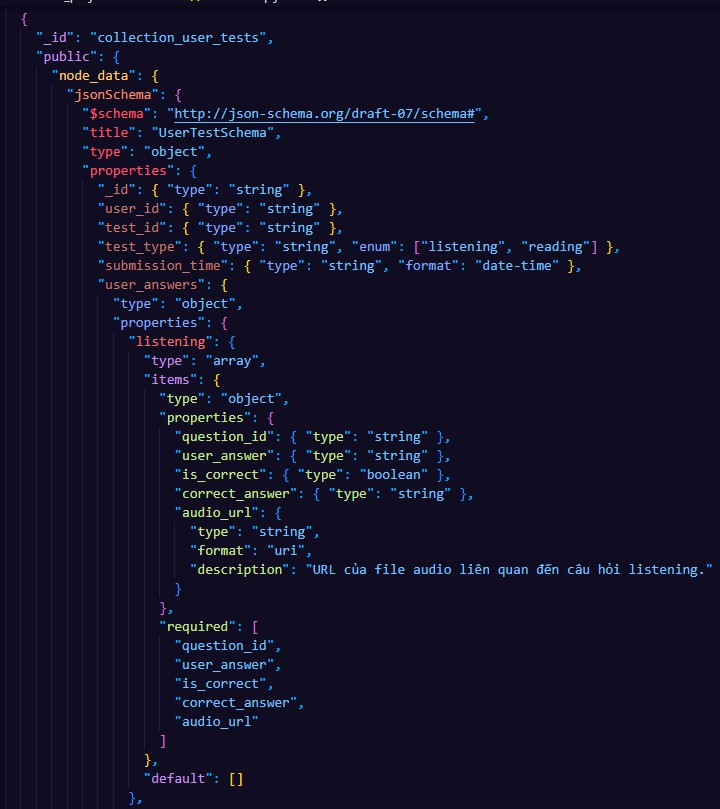 {
"_id": "collection_user_tests",
"public": {
"node_data": {
"jsonSchema": {
"$schema": "http://json-schema.org/draft-07/schema#",
"title": "UserTestSchema",
"type": "object",
"properties": {
"_id": { "type": "string" },
"user_id": { "type": "string" },
"test_id": { "type": "string" },
"test_type": { "type": "string", "enum": ["listening", "reading"] },
"submission_time": { "type": "string", "format": "date-time" },
"user_answers": {
"type": "object",
"properties": {
"listening": {
"type": "array",
"items": {
"type": "object",
"properties": {
"question_id": { "type": "string" },
"user_answer": { "type": "string" },
"is_correct": { "type": "boolean" },
"correct_answer": { "type": "string" },
"audio_url": {
"type": "string",
"format": "uri",
"description": "URL của file audio liên quan đến câu hỏi listening."
}
},
"required": [
"question_id",
"user_answer",
"is_correct",
"correct_answer",
"audio_url"
]
},
"default": []
},